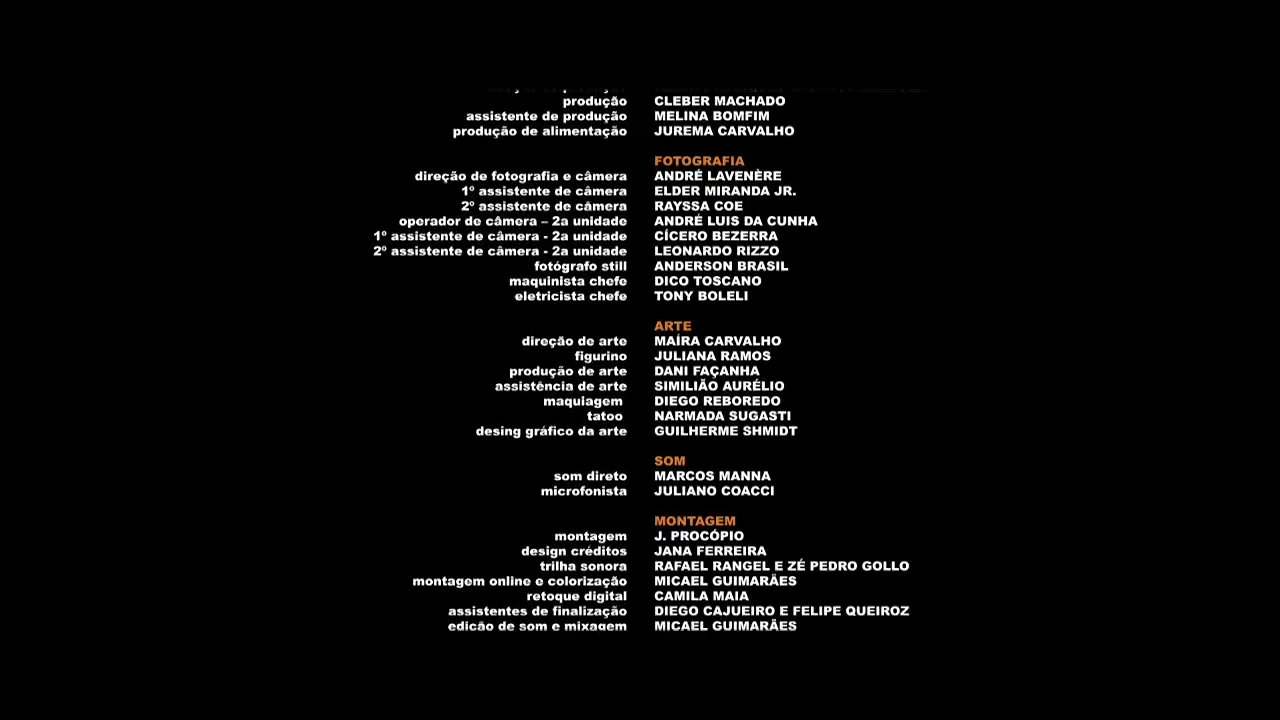 produção CLEBER MACHADO
assistente de produção MELINA BOMFIM
produção de alimentação JUREMA CARVALHO
FOTOGRAFIA
direção de fotografia e câmera ANDRÉ LAVENÈRE
1º assistente de câmera ELDER MIRANDA JR.
2º assistente de câmera RAYSSA COE
operador de câmera – 2a unidade ANDRÉ LUIS DA CUNHA
1º assistente de câmera - 2a unidade CÍCERO BEZERRA
2º assistente de câmera - 2a unidade LEONARDO RIZZO
fotógrafo still ANDERSON BRASIL
maquinista chefe DICO TOSCANO
eletricista chefe TONY BOLELI
ARTE
direção de arte MAÍRA CARVALHO
figurino JULIANA RAMOS
produção de arte DANI FAÇANHA
assistência de arte SIMILIÃO AURÉLIO
maquiagem DIEGO REBOREDO
tatoo NARMADA SUGASTI
desing gráfico da arte GUILHERME SHMIDT
SOM
som direto MARCOS MANNA
microfonista JULIANO COACCI
MONTAGEM
montagem J. PROCÓPIO
design créditos JANA FERREIRA
trilha sonora RAFAEL RANGEL E ZÉ PEDRO GOLLO
montagem online e colorização MICAEL GUIMARÃES
retoque digital CAMILA MAIA
assistentes de finalização DIEGO CAJUEIRO E FELIPE QUEIROZ
edição de som e mixagem MICAEL GUIMARÃES